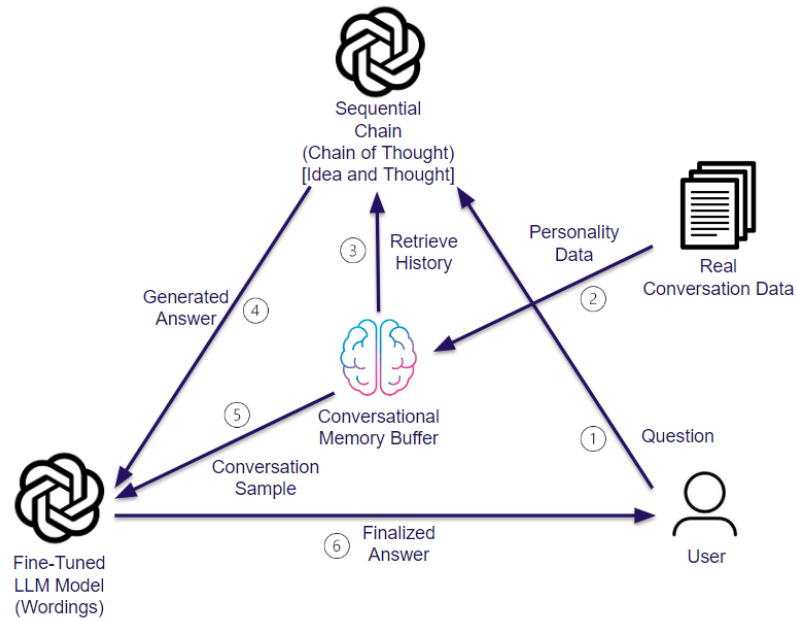 Sequential
Chain
(Chain of Thought)
[Idea and Thought]
3
Retrieve
History
Personality
Data
2
Real
Conversation Data
Generated
Answer
4
Conversational
Memory Buffer
5
Conversation
Sample
1
Question
Fine-Tuned
LLM Model
(Wordings)
6
Finalized
Answer
User